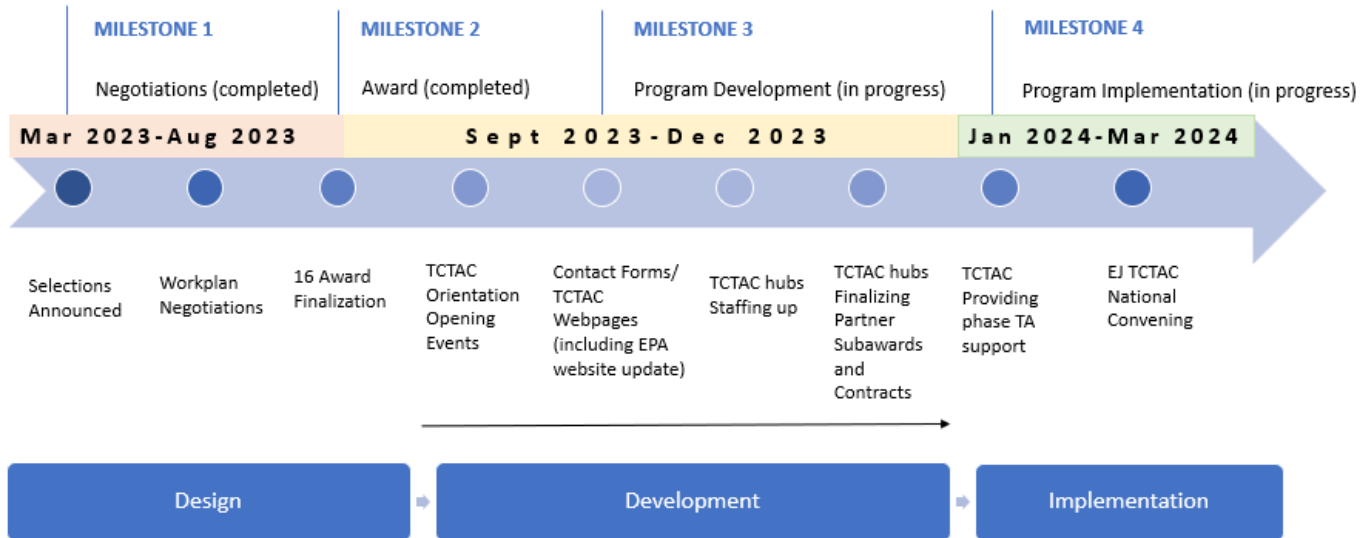 MILESTONE 1
Negotiations (completed)
MILESTONE 2
Award (completed)
MILESTONE 3
Program Development (in progress)
MILESTONE 4
Program Implementation (in progress)
Mar 2023-Aug 2023
Sept 2023-Dec 2023
Jan 2024-Mar 2024
Selections
Announced
Workplan
Negotiations
16 Award
Finalization
TCTAC
Orientation
Opening
Events
Contact Forms/
TCTAC
Webpages
(including EPA
website update)
TCTAC hubs
Staffing up
TCTAC hubs
Finalizing
Partner
Subawards
and
Contracts
TCTAC
Providing
phase TA
support
EJ TCTAC
National
Convening
Design
Development
Implementation